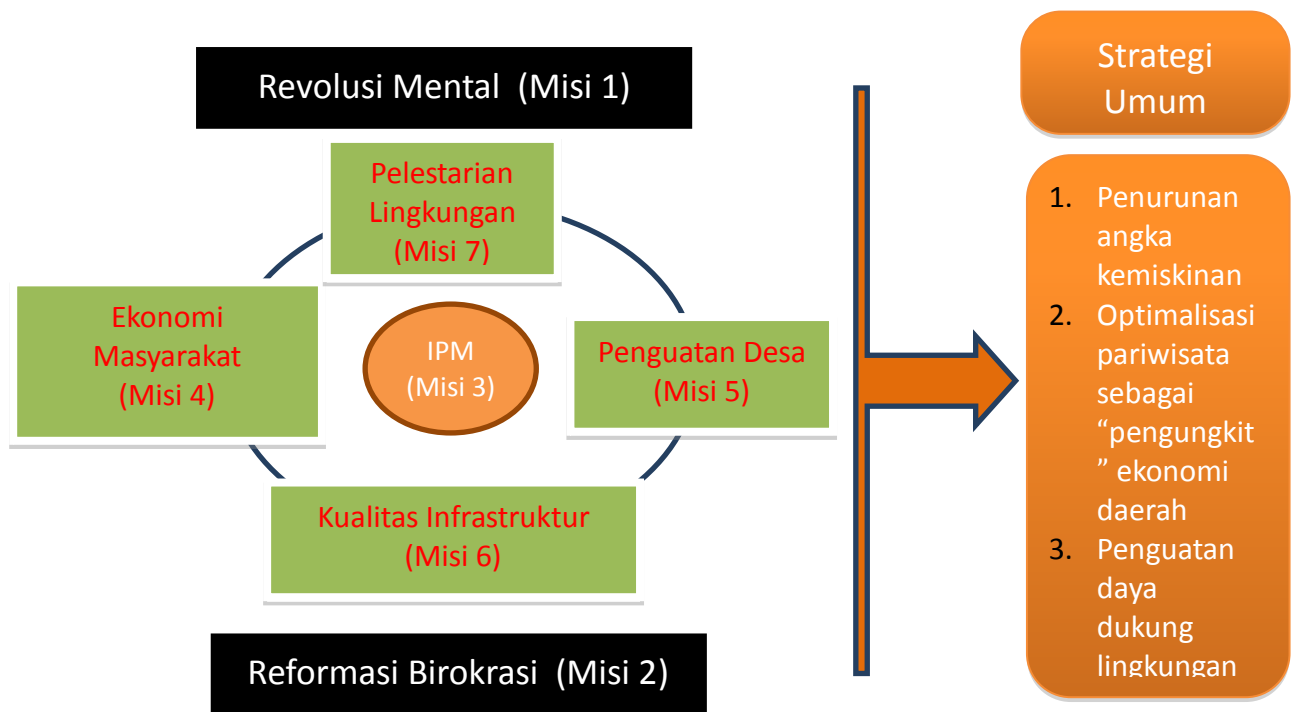 Revolusi Mental (Misi 1)
Pelestarian
Lingkungan
(Misi 7)
Ekonomi
Masyarakat
(Misi 4)
IPM
(Misi 3)
Penguatan Desa
(Misi 5)
Kualitas Infrastruktur
(Misi 6)
Reformasi Birokrasi (Misi 2)
Strategi
Umum
1. Penurunan
angka
kemiskinan
2. Optimalisasi
pariwisata
sebagai
“pengungkit
” ekonomi
daerah
3. Penguatan
daya
dukung
lingkungan